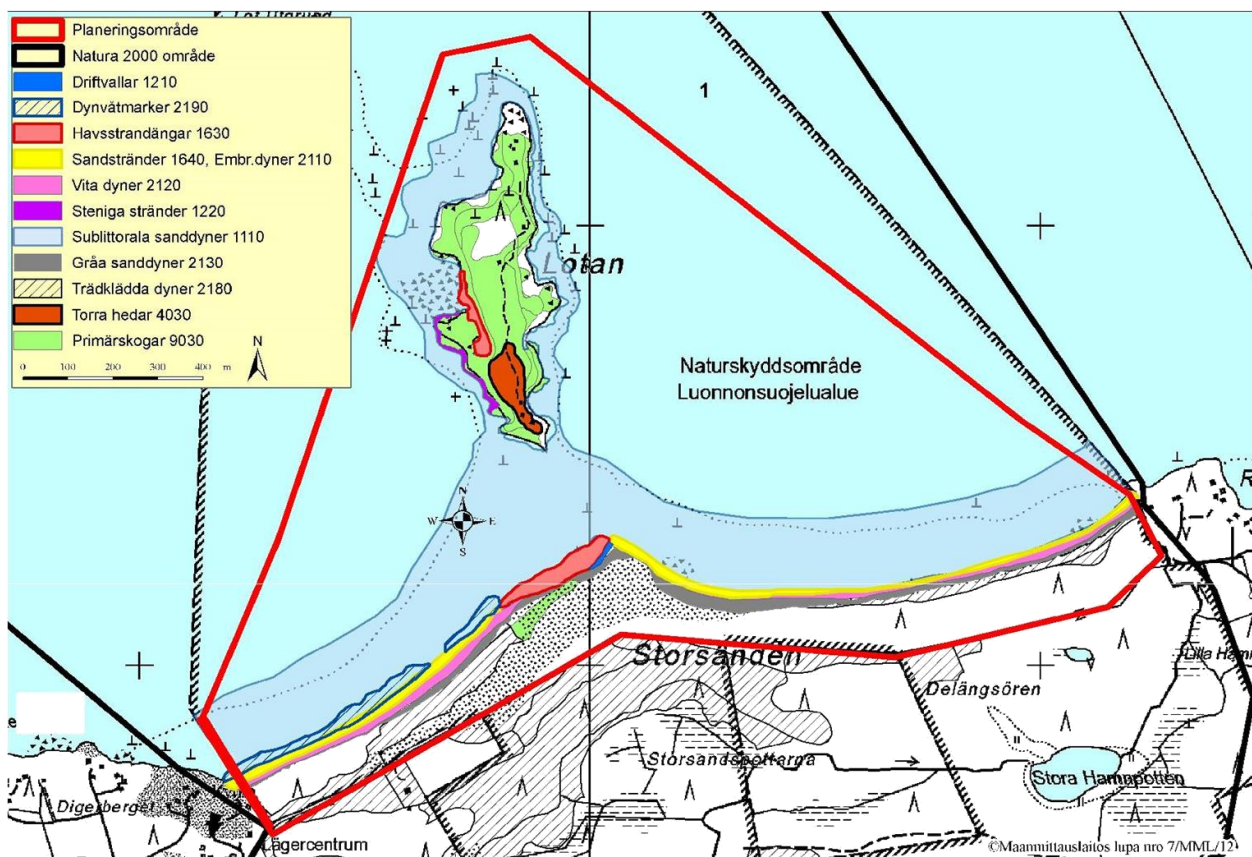 Planeringsområde
Natura 2000 område
Driftvallar 1210
Dynvåtmarker 2190
Havsstrandängar 1630
Sandstränder 1640, Embr.dyner 2110
Vita dyner 2120
Steniga stränder 1220
Sublittorala sanddyner 1110
Gråa sanddyner 2130
Trädklädda dyner 2180
Torra hedar 4030
Primärskogar 9030
0 100 200 300 400 m
N
1
Lotan
Naturskyddsområde
Luonnonsuojelualue
N
W E
S
Storsanden
Delängsören
Storsandspottarna
Stora Hamnpotten
Digerberget
Lägercentrum
©Maanmittauslaitos lupa nro 7/MML/12